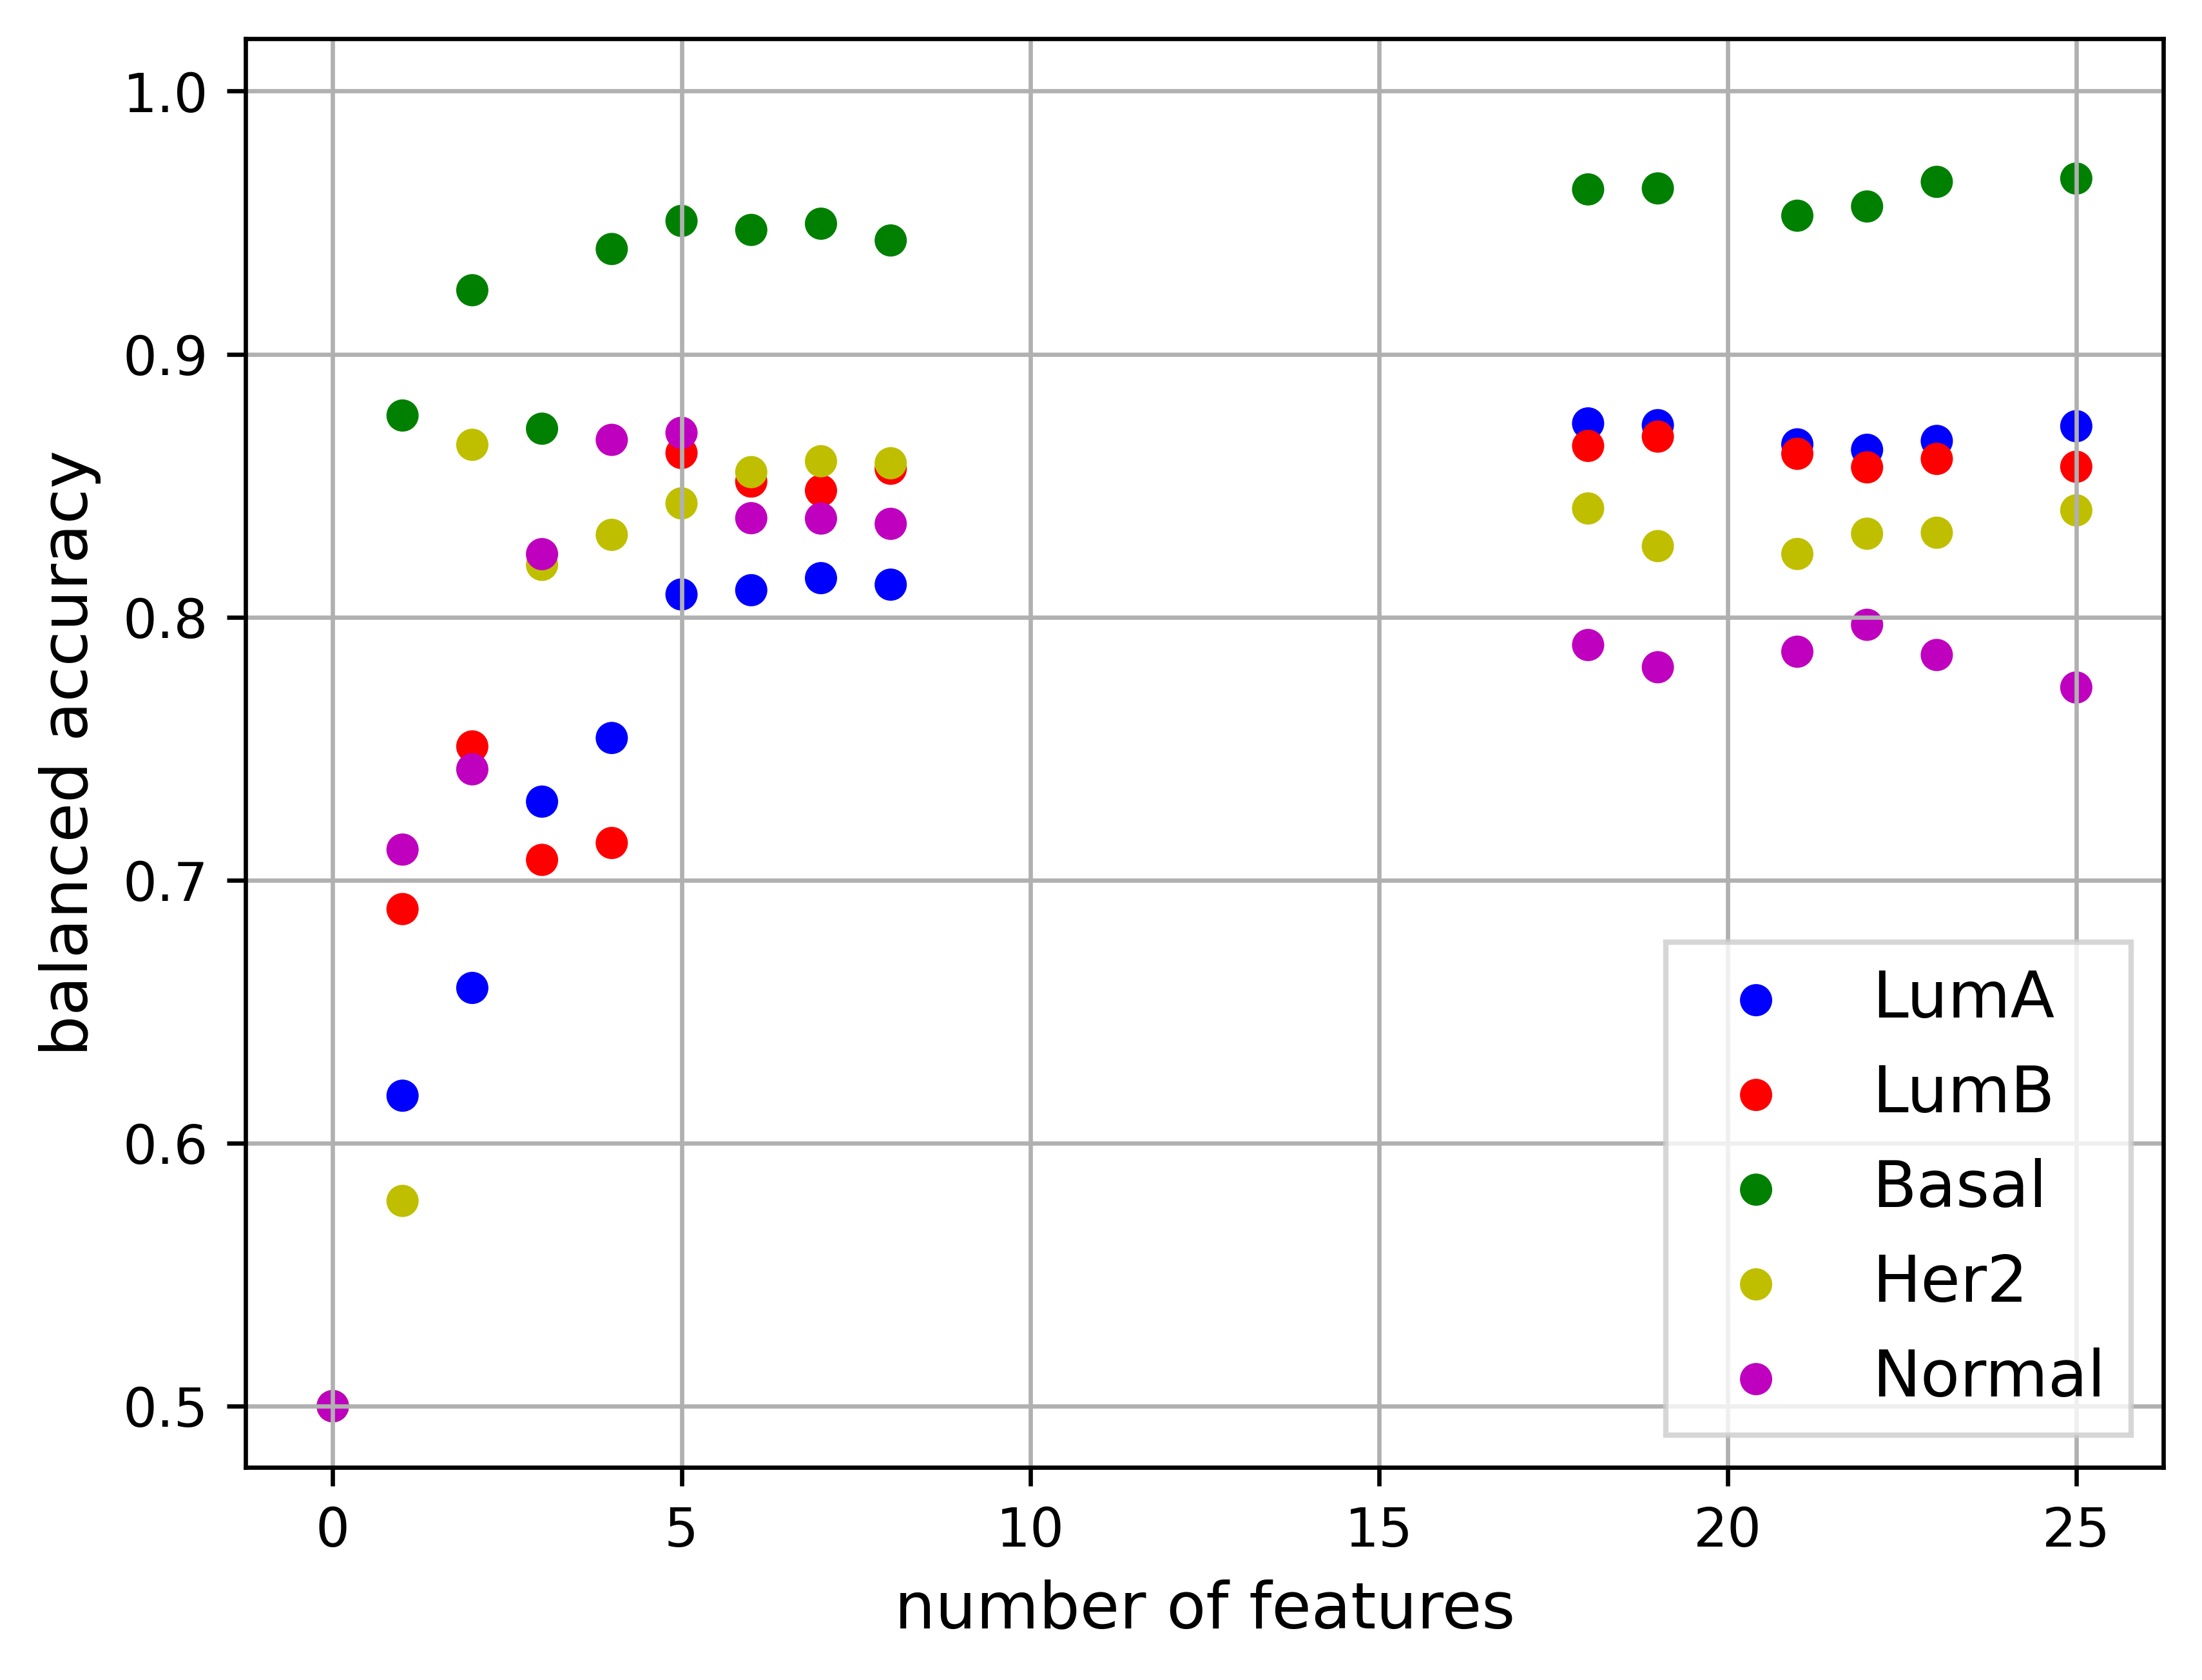 1.0
0.9
0.8
0.7
0.6
0.5
balanced accuracy
0 5 10 15 20 25
number of features
LumA
LumB
Basal
Her2
Normal